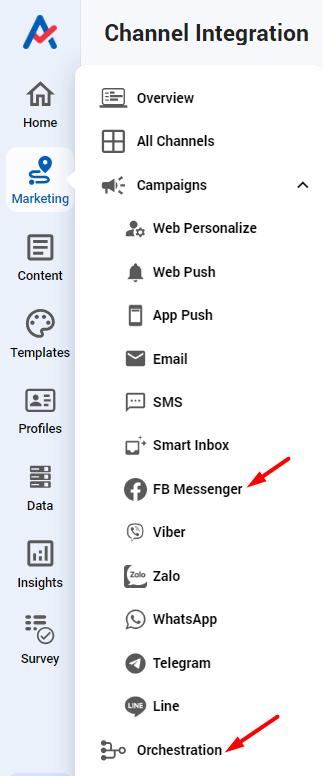 Channel Integration
Home
Marketing
Content
Templates
Profiles
Data
Insights
Survey
Overview
All Channels
Campaigns
Web Personalize
Web Push
App Push
Email
SMS
Smart Inbox
FB Messenger
Viber
Zalo
Zalo
WhatsApp
Telegram
LINE
Line
Orchestration